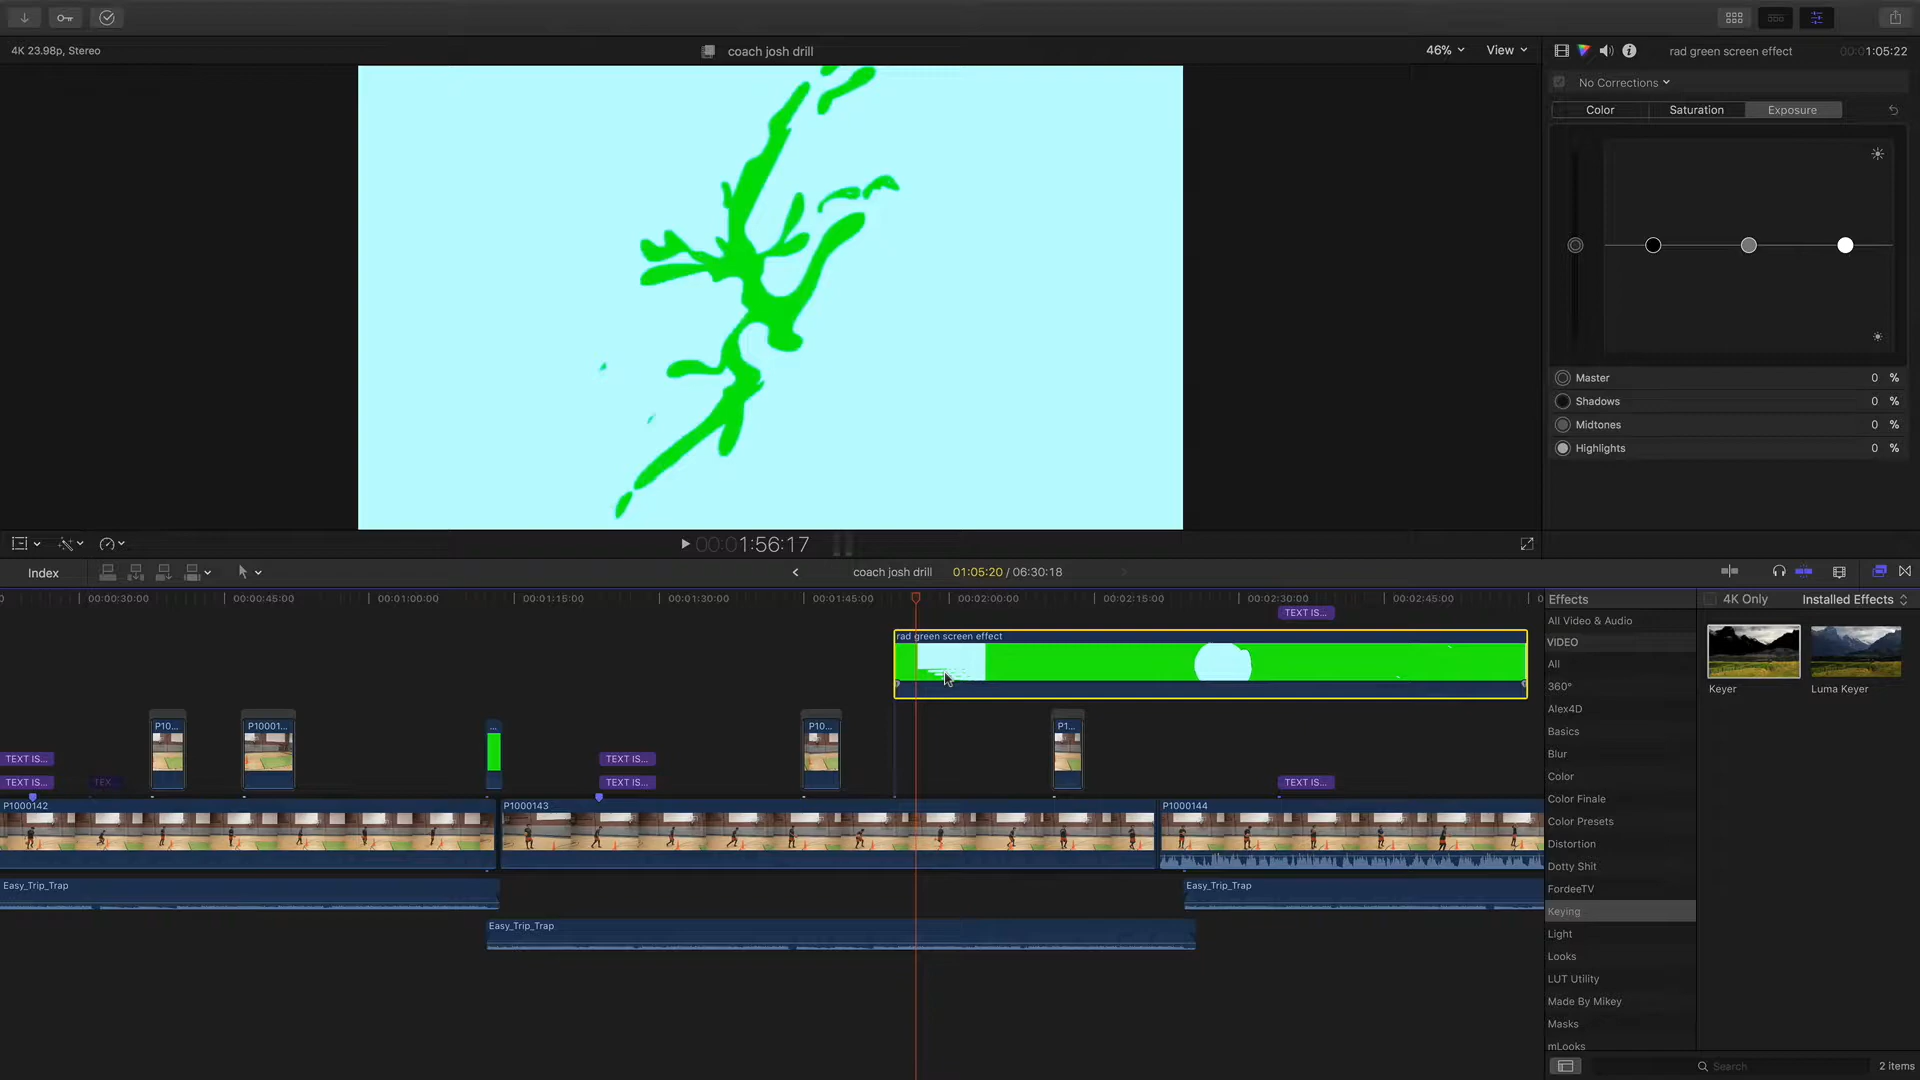 4K 23.98p, Stereo
coach josh drill
46%
View
rad green screen effect
00:01:05:22
No Corrections
Color
Saturation
Exposure
Master 0 %
Shadows 0 %
Midtones 0 %
Highlights 0 %
00:01:56:17
Index
coach josh drill
01:05:20 / 06:30:18
00:00:30:00
00:00:45:00
00:01:00:00
00:01:15:00
00:01:30:00
00:01:45:00
00:02:00:00
00:02:15:00
00:02:30:00
00:02:45:00
TEXT IS...
rad green screen effect
P10...
P10001...
...
P10...
P1...
TEXT IS...
TEXT IS...
TEXT IS...
TEX
TEXT IS...
TEXT IS...
P1000142
P1000143
P1000144
Easy_Trip_Trap
Easy_Trip_Trap
Easy_Trip_Trap
Effects
4K Only
Installed Effects
All Video & Audio
VIDEO
All
360°
Alex4D
Basics
Blur
Color
Color Finale
Color Presets
Distortion
Dotty Shit
FordeeTV
Keying
Light
Looks
LUT Utility
Made By Mikey
Masks
mLooks
Keyer
Luma Keyer
Search
2 items